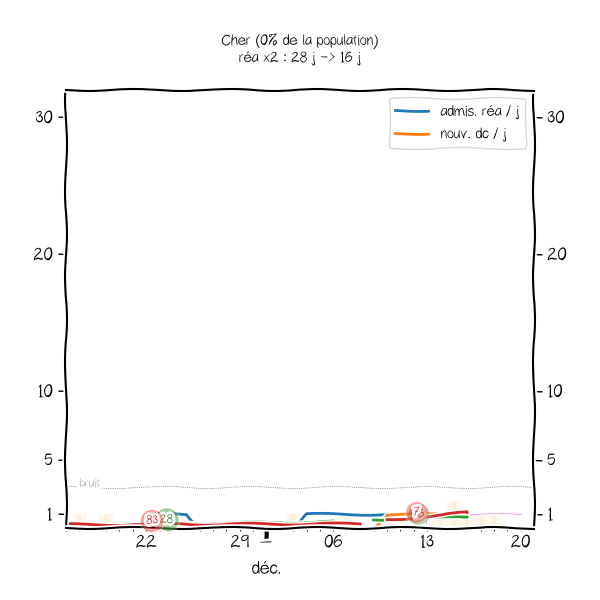 Cher (0% de la population)
réa x2 : 28 j -> 16 j
admis. réa / j
nouv. dc / j
30
30
20
20
10
10
5
5
bruit
1
83
28
1
22
29
06
13
20
déc.